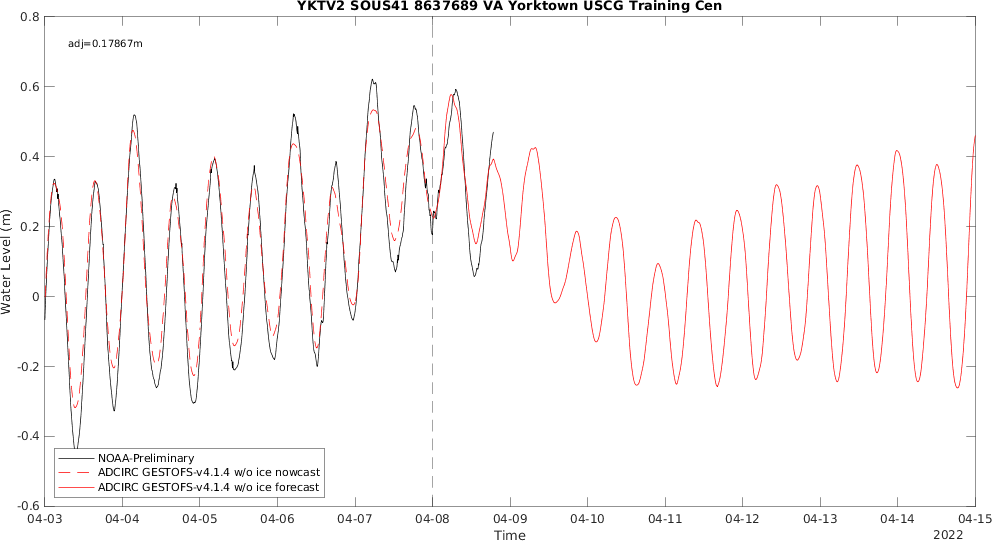 YKTV2 SOUS41 8637689 VA Yorktown USCG Training Cen
adj=0.17867m
Water Level (m)
0.8
0.6
0.4
0.2
0
-0.2
-0.4
-0.6
NOAA-Preliminary
ADCIRC GESTOFS-v4.1.4 w/o ice nowcast
ADCIRC GESTOFS-v4.1.4 w/o ice forecast
04-03 04-04 04-05 04-06 04-07 04-08 04-09 04-10 04-11 04-12 04-13 04-14 04-15
Time
2022